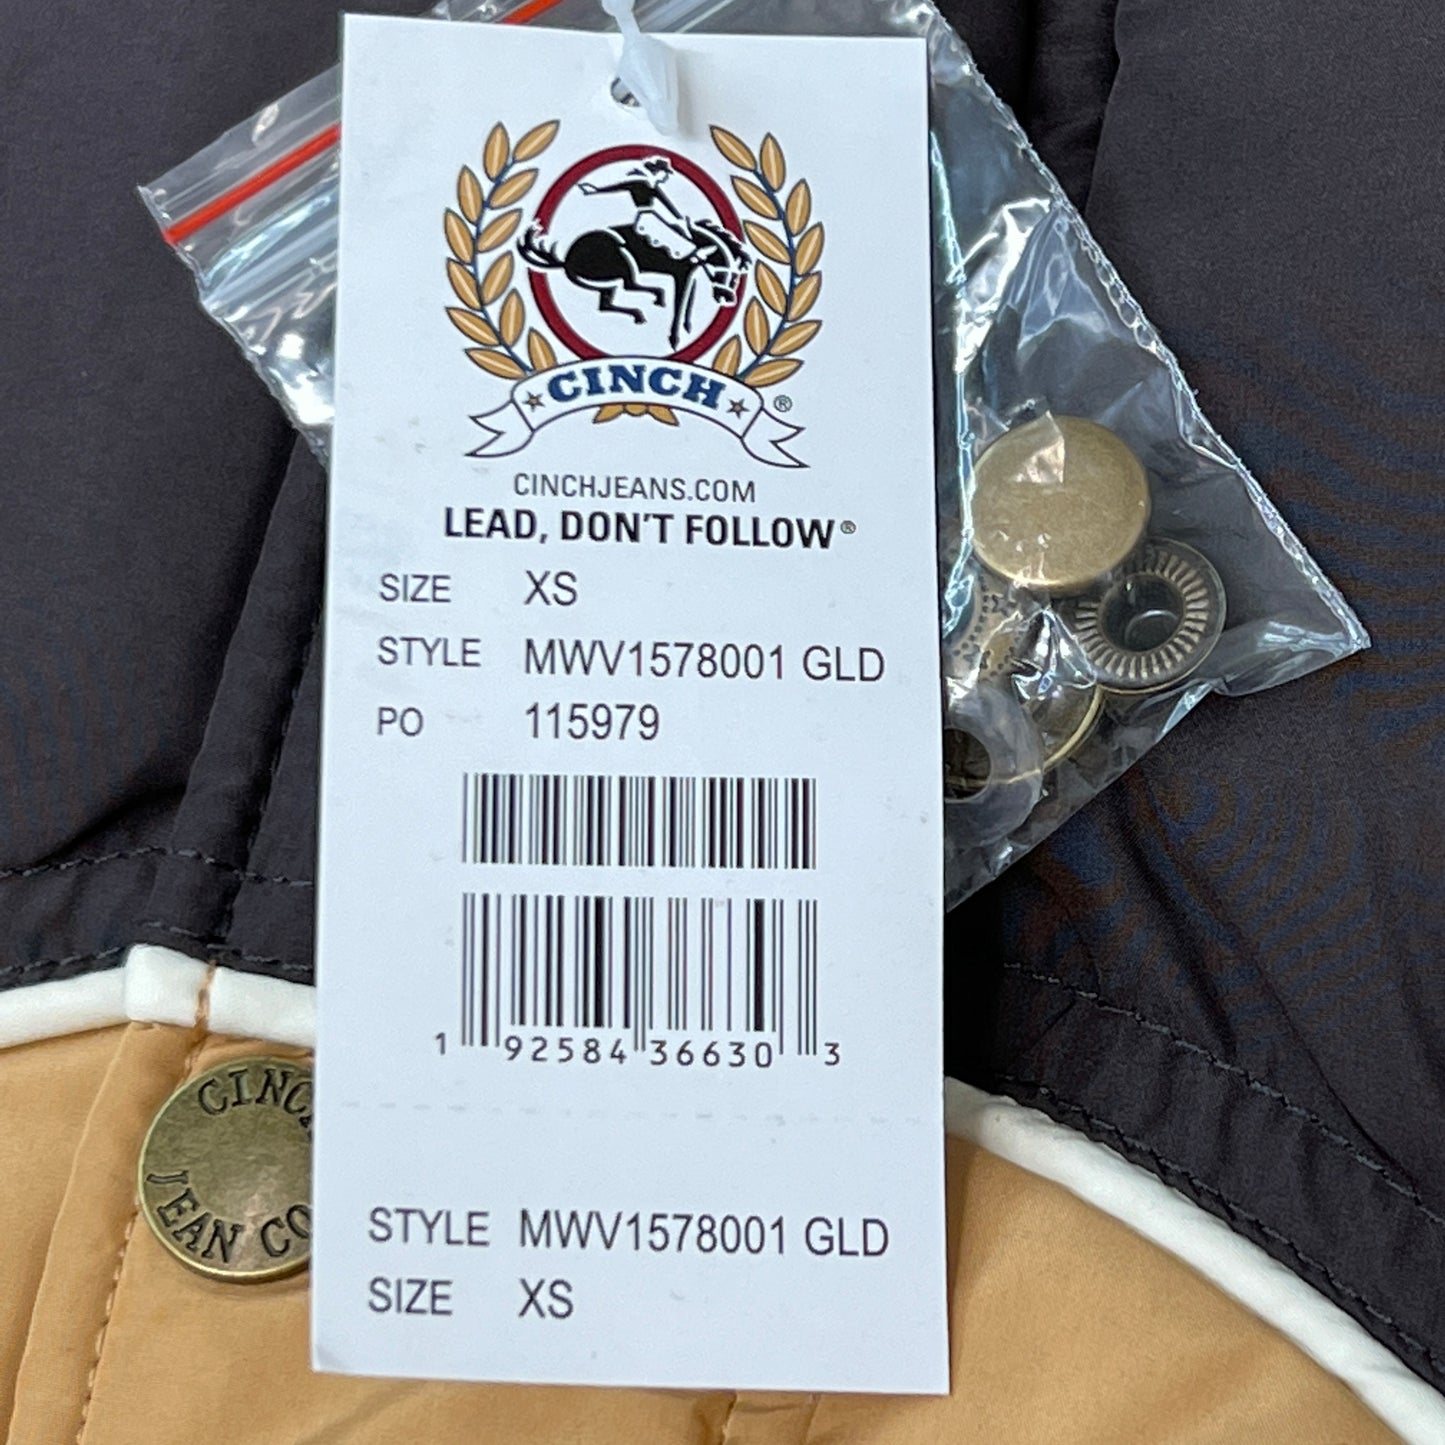 CINCH ®
CINCHJEANS.COM
LEAD, DON'T FOLLOW®
SIZE XS
STYLE MWV1578001 GLD
PO 115979
1 92584 36630 3
STYLE MWV1578001 GLD
SIZE XS
CINC
JEAN CO